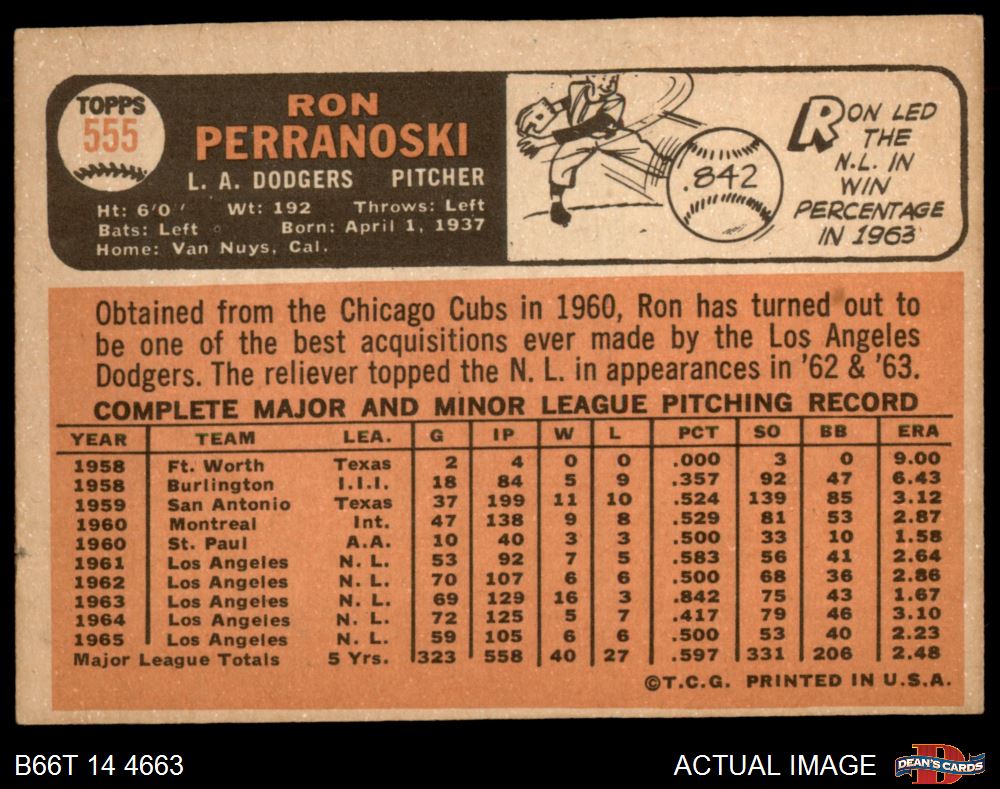 TOPPS
555
RON
PERRANOSKI
L. A. DODGERS PITCHER
Ht: 6'0" Wt: 192 Throws: Left
Bats: Left Born: April 1, 1937
Home: Van Nuys, Cal.
.842
RON LED
THE
N.L. IN
WIN
PERCENTAGE
IN 1963
Obtained from the Chicago Cubs in 1960, Ron has turned out to
be one of the best acquisitions ever made by the Los Angeles
Dodgers. The reliever topped the N. L. in appearances in '62 & '63.
COMPLETE MAJOR AND MINOR LEAGUE PITCHING RECORD
YEAR TEAM LEA. G IP W L PCT SO BB ERA
1958 Ft. Worth Texas 2 4 0 0 .000 3 0 9.00
1958 Burlington I.I.I. 18 84 5 9 .357 92 47 6.43
1959 San Antonio Texas 37 199 11 10 .524 139 85 3.12
1960 Montreal Int. 47 138 9 8 .529 81 53 2.87
1960 St. Paul A.A. 10 40 3 3 .500 33 10 1.58
1961 Los Angeles N. L. 53 92 7 5 .583 56 41 2.64
1962 Los Angeles N. L. 70 107 6 6 .500 68 36 2.86
1963 Los Angeles N. L. 69 129 16 3 .842 75 43 1.67
1964 Los Angeles N. L. 72 125 5 7 .417 79 46 3.10
1965 Los Angeles N. L. 59 105 6 6 .500 53 40 2.23
Major League Totals 5 Yrs. 323 558 40 27 .597 331 206 2.48
©T.C.G. PRINTED IN U.S.A.
B66T 14 4663
ACTUAL IMAGE
DEAN'S CARDS